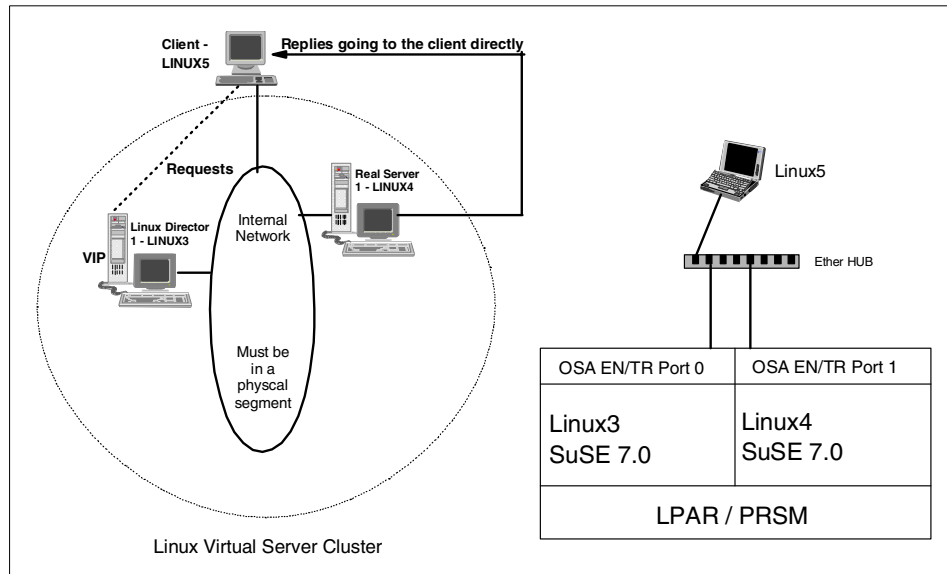 Client -
LINUX5
Replies going to the client directly
Requests
Real Server
1 - LINUX4
Linux Director
1 - LINUX3
VIP
Internal
Network
Must be
in a
physcal
segment
Linux Virtual Server Cluster
Linux5
Ether HUB
OSA EN/TR Port 0
OSA EN/TR Port 1
Linux3
SuSE 7.0
Linux4
SuSE 7.0
LPAR / PRSM